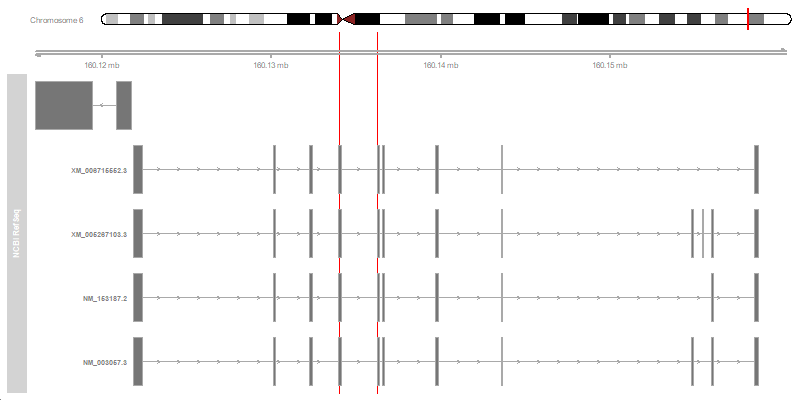 Chromosome 6
160.12 mb
160.13 mb
160.14 mb
160.15 mb
NCBI RefSeq
XM_006715552.3
XM_005267103.3
NM_153187.2
NM_003057.3